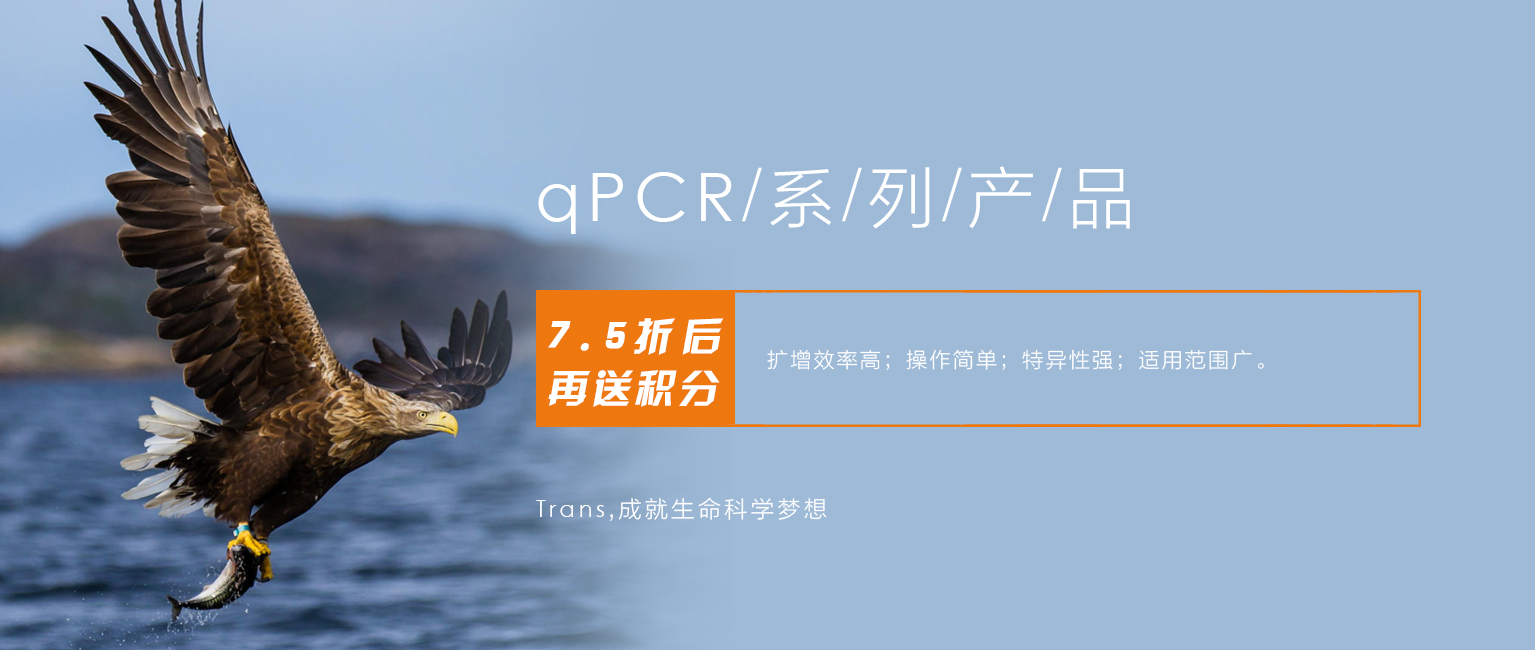 qPCR/系/列/产/品
7.5折后
再送积分
扩增效率高；操作简单；特异性强；适用范围广。
Trans,成就生命科学梦想